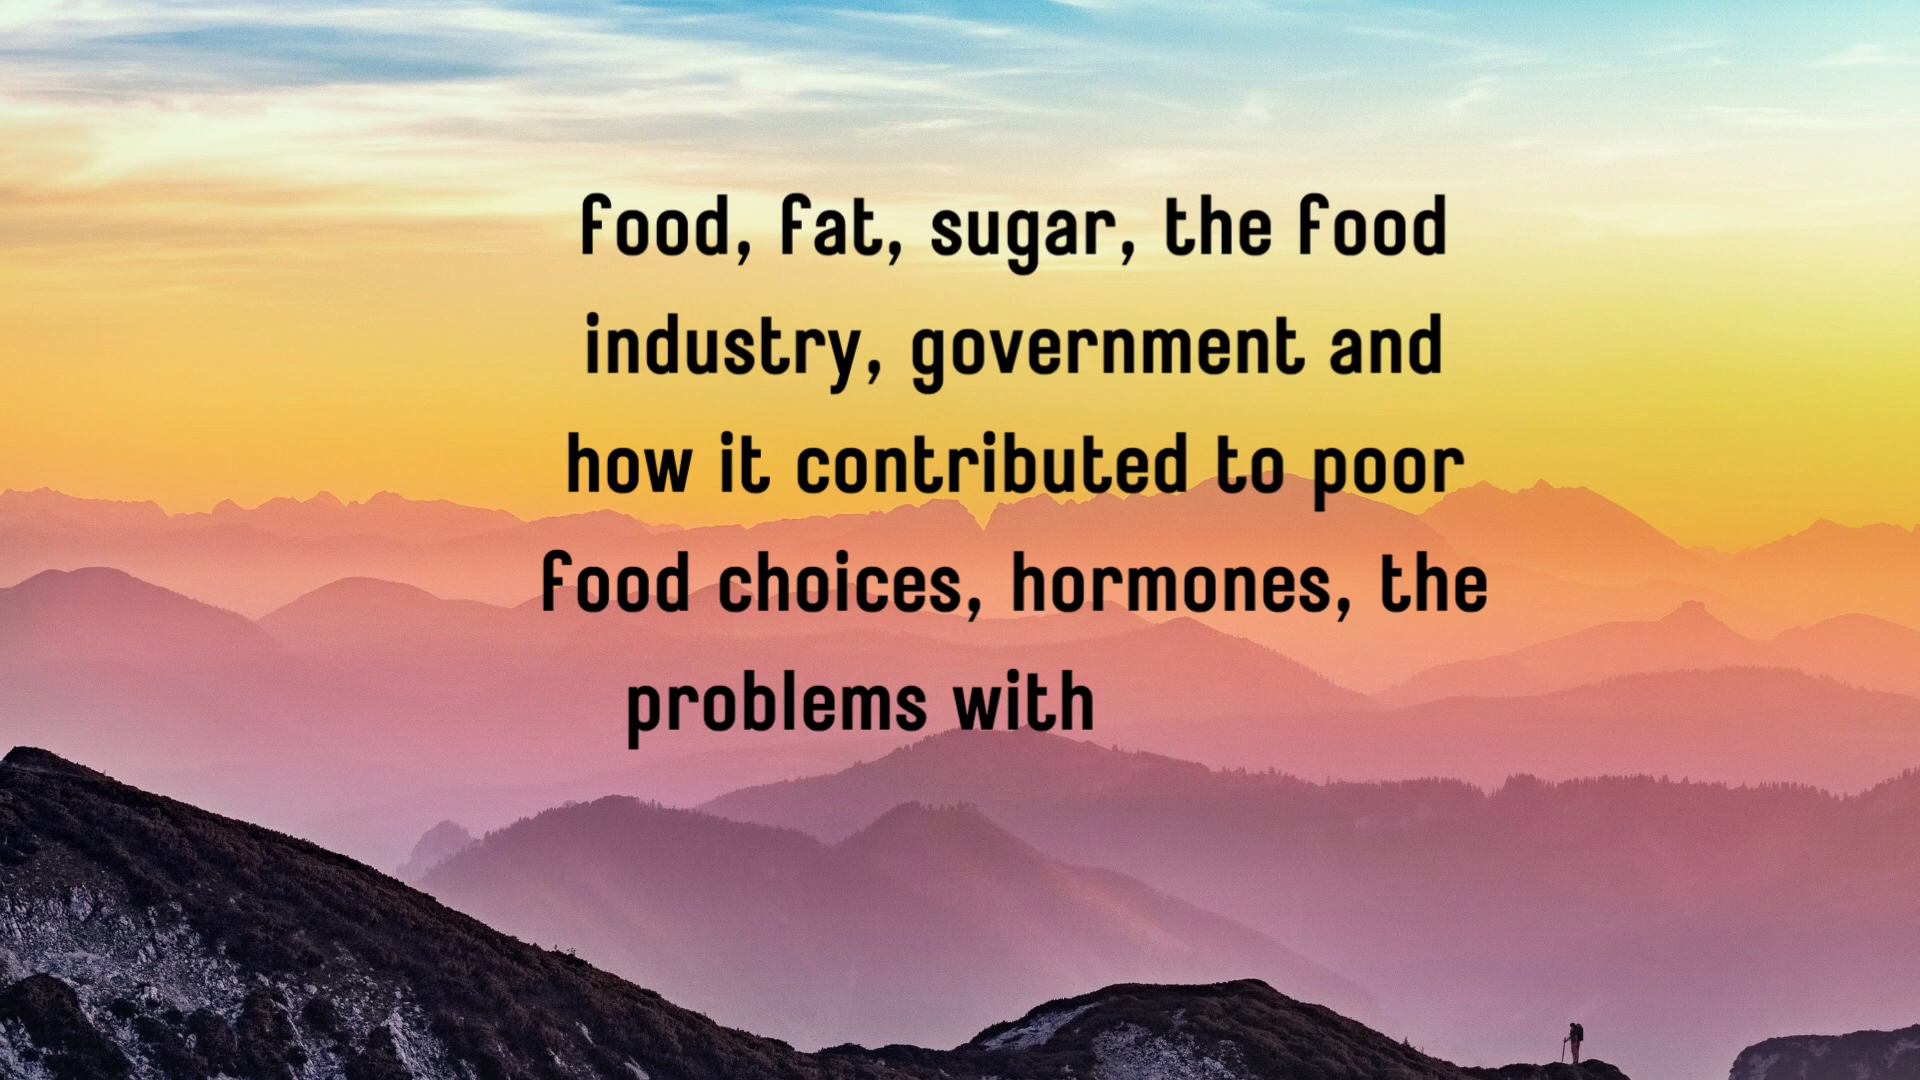 food, fat, sugar, the food
industry, government and
how it contributed to poor
food choices, hormones, the
problems with